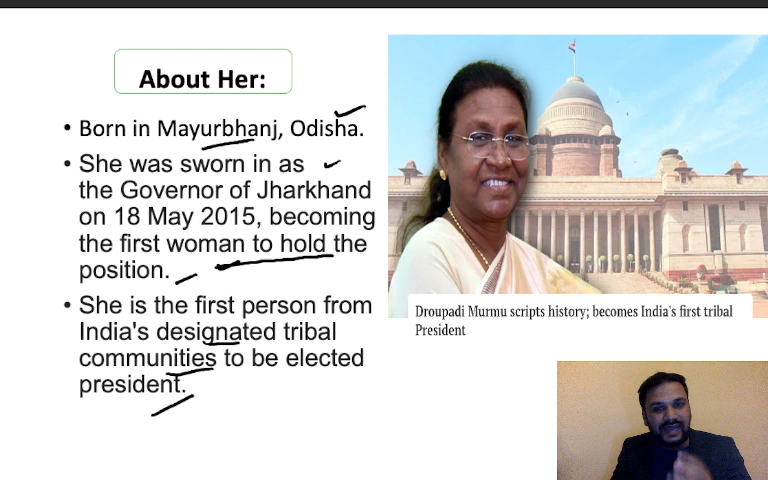 About Her:
• Born in Mayurbhanj, Odisha.
• She was sworn in as
the Governor of Jharkhand
on 18 May 2015, becoming
the first woman to hold the
position.
• She is the first person from
India's designated tribal
communities to be elected
president.
Droupadi Murmu scripts history; becomes India's first tribal
President